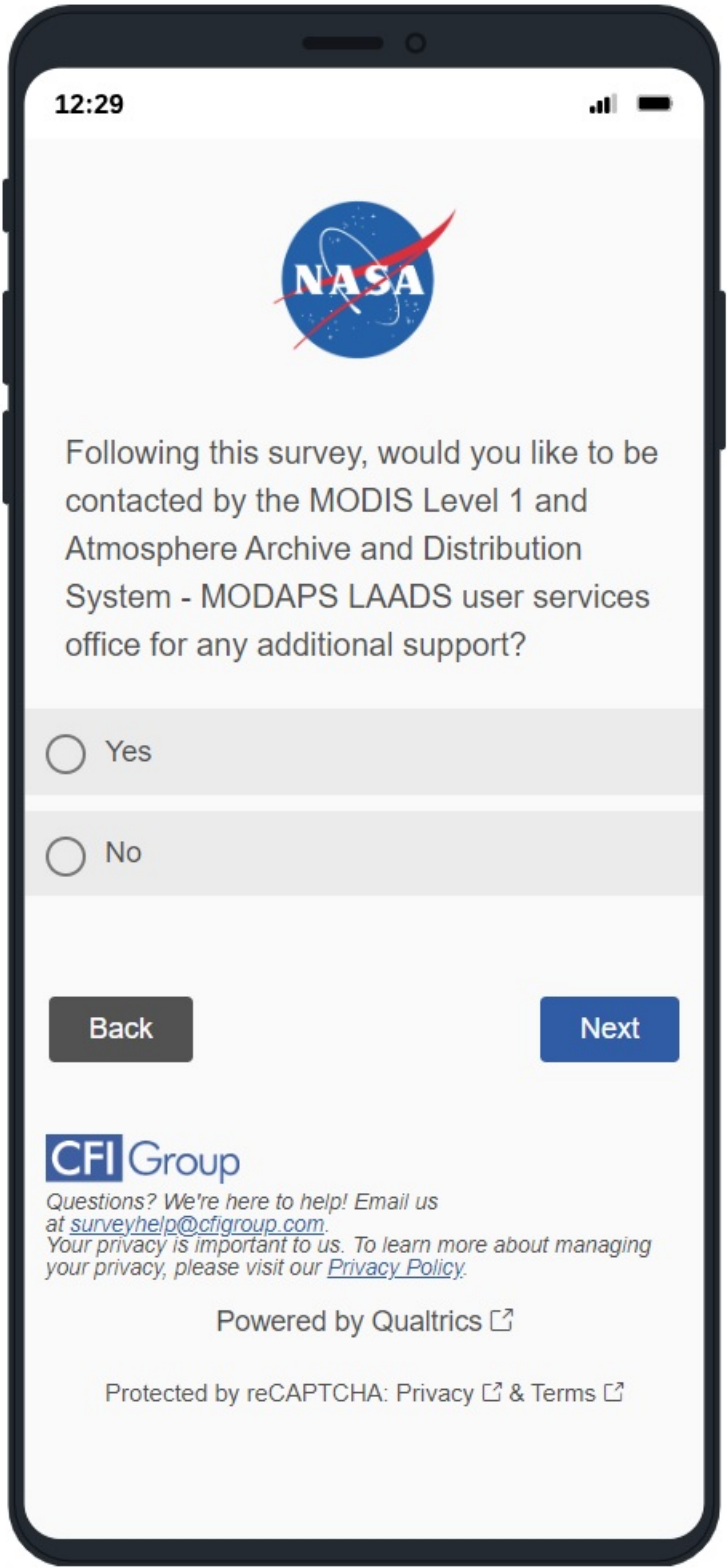 12:29
NASA
Following this survey, would you like to be
contacted by the MODIS Level 1 and
Atmosphere Archive and Distribution
System - MODAPS LAADS user services
office for any additional support?
Yes
No
Back
Next
CFI Group
Questions? We're here to help! Email us
at surveyhelp@cfigroup.com.
Your privacy is important to us. To learn more about managing
your privacy, please visit our Privacy Policy.
Powered by Qualtrics
Protected by reCAPTCHA: Privacy & Terms